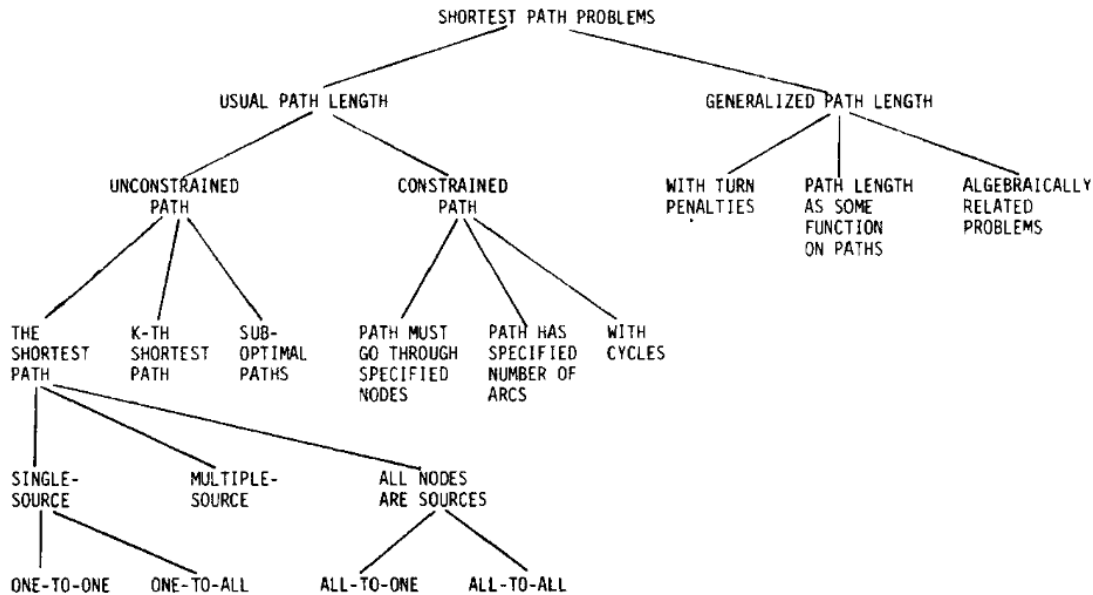 SHORTEST PATH PROBLEMS
USUAL PATH LENGTH
GENERALIZED PATH LENGTH
UNCONSTRAINED
PATH
CONSTRAINED
PATH
WITH TURN
PENALTIES
PATH LENGTH
AS SOME
FUNCTION
ON PATHS
ALGEBRAICALLY
RELATED
PROBLEMS
THE
SHORTEST
PATH
K-TH
SHORTEST
PATH
SUB-
OPTIMAL
PATHS
PATH MUST
GO THROUGH
SPECIFIED
NODES
PATH HAS
SPECIFIED
NUMBER OF
ARCS
WITH
CYCLES
SINGLE-
SOURCE
MULTIPLE-
SOURCE
ALL NODES
ARE SOURCES
ONE-TO-ONE
ONE-TO-ALL
ALL-TO-ONE
ALL-TO-ALL